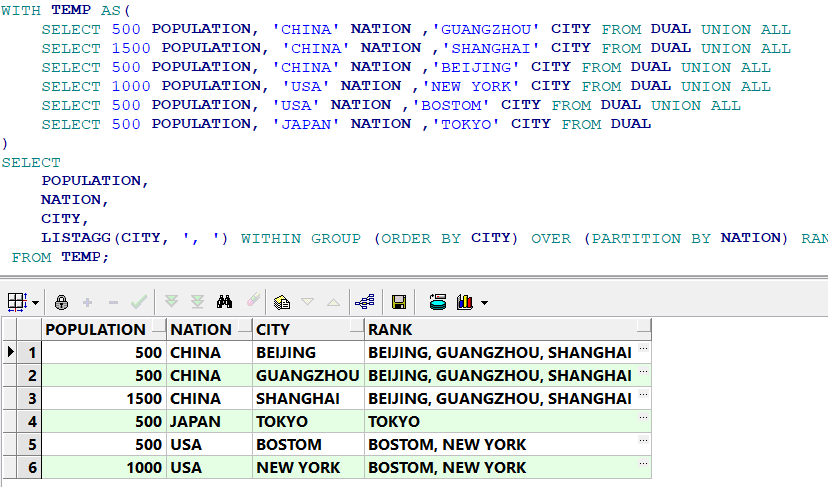 WITH TEMP AS(
SELECT 500 POPULATION, 'CHINA' NATION ,'GUANGZHOU' CITY FROM DUAL UNION ALL
SELECT 1500 POPULATION, 'CHINA' NATION ,'SHANGHAI' CITY FROM DUAL UNION ALL
SELECT 500 POPULATION, 'CHINA' NATION ,'BEIJING' CITY FROM DUAL UNION ALL
SELECT 1000 POPULATION, 'USA' NATION ,'NEW YORK' CITY FROM DUAL UNION ALL
SELECT 500 POPULATION, 'USA' NATION ,'BOSTOM' CITY FROM DUAL UNION ALL
SELECT 500 POPULATION, 'JAPAN' NATION ,'TOKYO' CITY FROM DUAL
)
SELECT
POPULATION,
NATION,
CITY,
LISTAGG(CITY, ', ') WITHIN GROUP (ORDER BY CITY) OVER (PARTITION BY NATION) RAN
FROM TEMP;
POPULATION NATION CITY RANK
1 500 CHINA BEIJING BEIJING, GUANGZHOU, SHANGHAI ...
2 500 CHINA GUANGZHOU BEIJING, GUANGZHOU, SHANGHAI ...
3 1500 CHINA SHANGHAI BEIJING, GUANGZHOU, SHANGHAI ...
4 500 JAPAN TOKYO TOKYO ...
5 500 USA BOSTOM BOSTOM, NEW YORK ...
6 1000 USA NEW YORK BOSTOM, NEW YORK ...